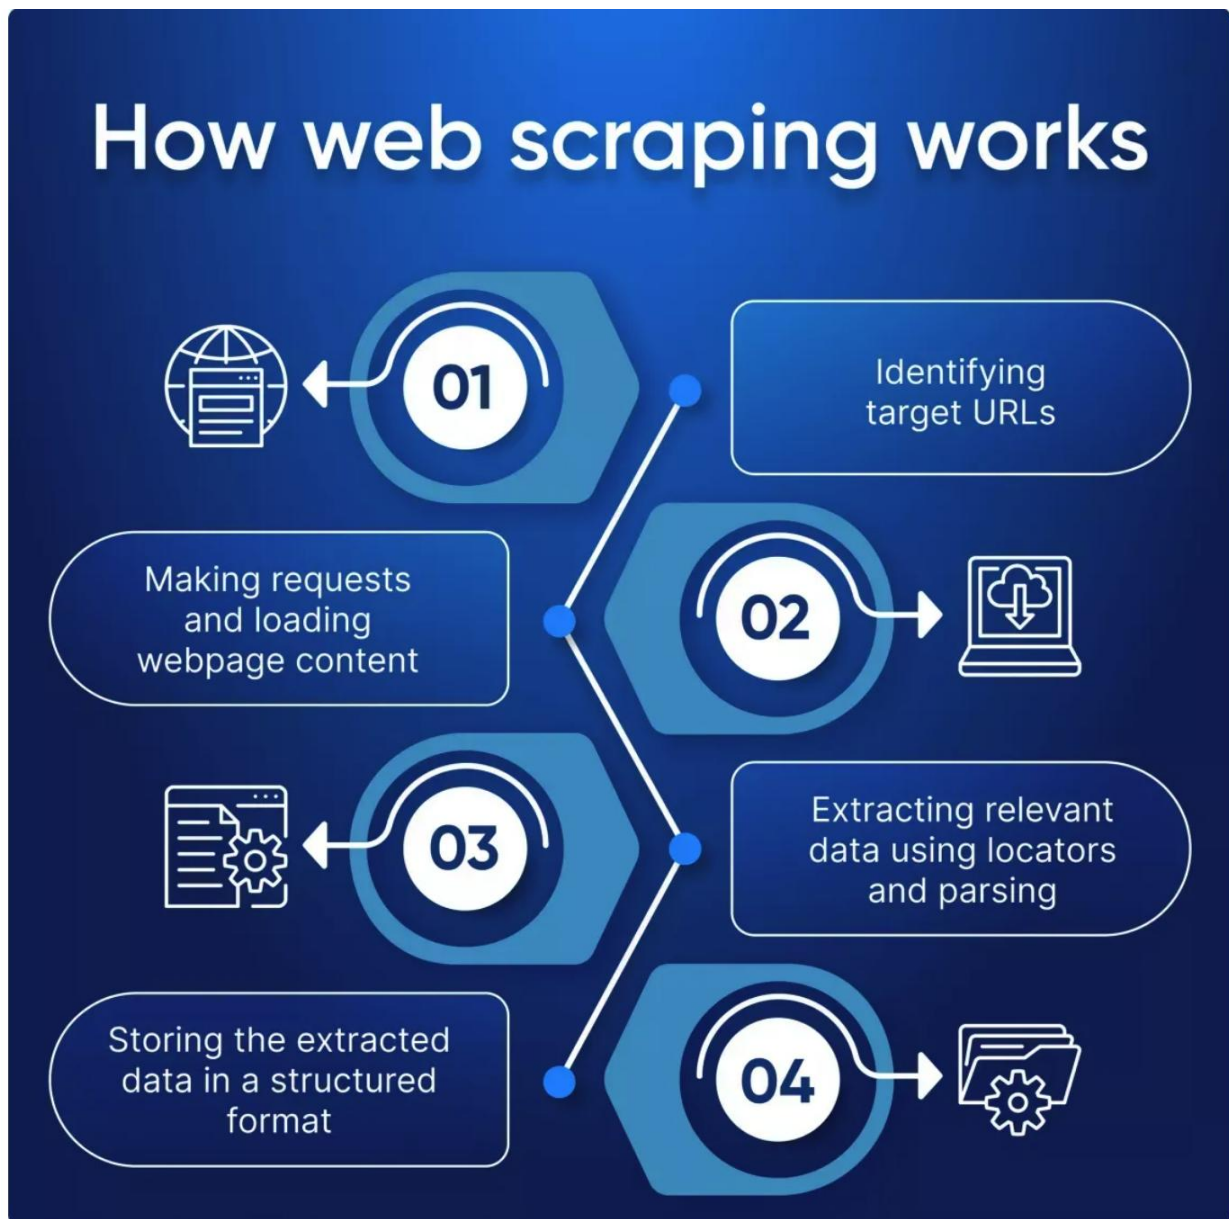 How web scraping works
01
Identifying
target URLs
Making requests
and loading
webpage content
02
03
Extracting relevant
data using locators
and parsing
Storing the extracted
data in a structured
format
04